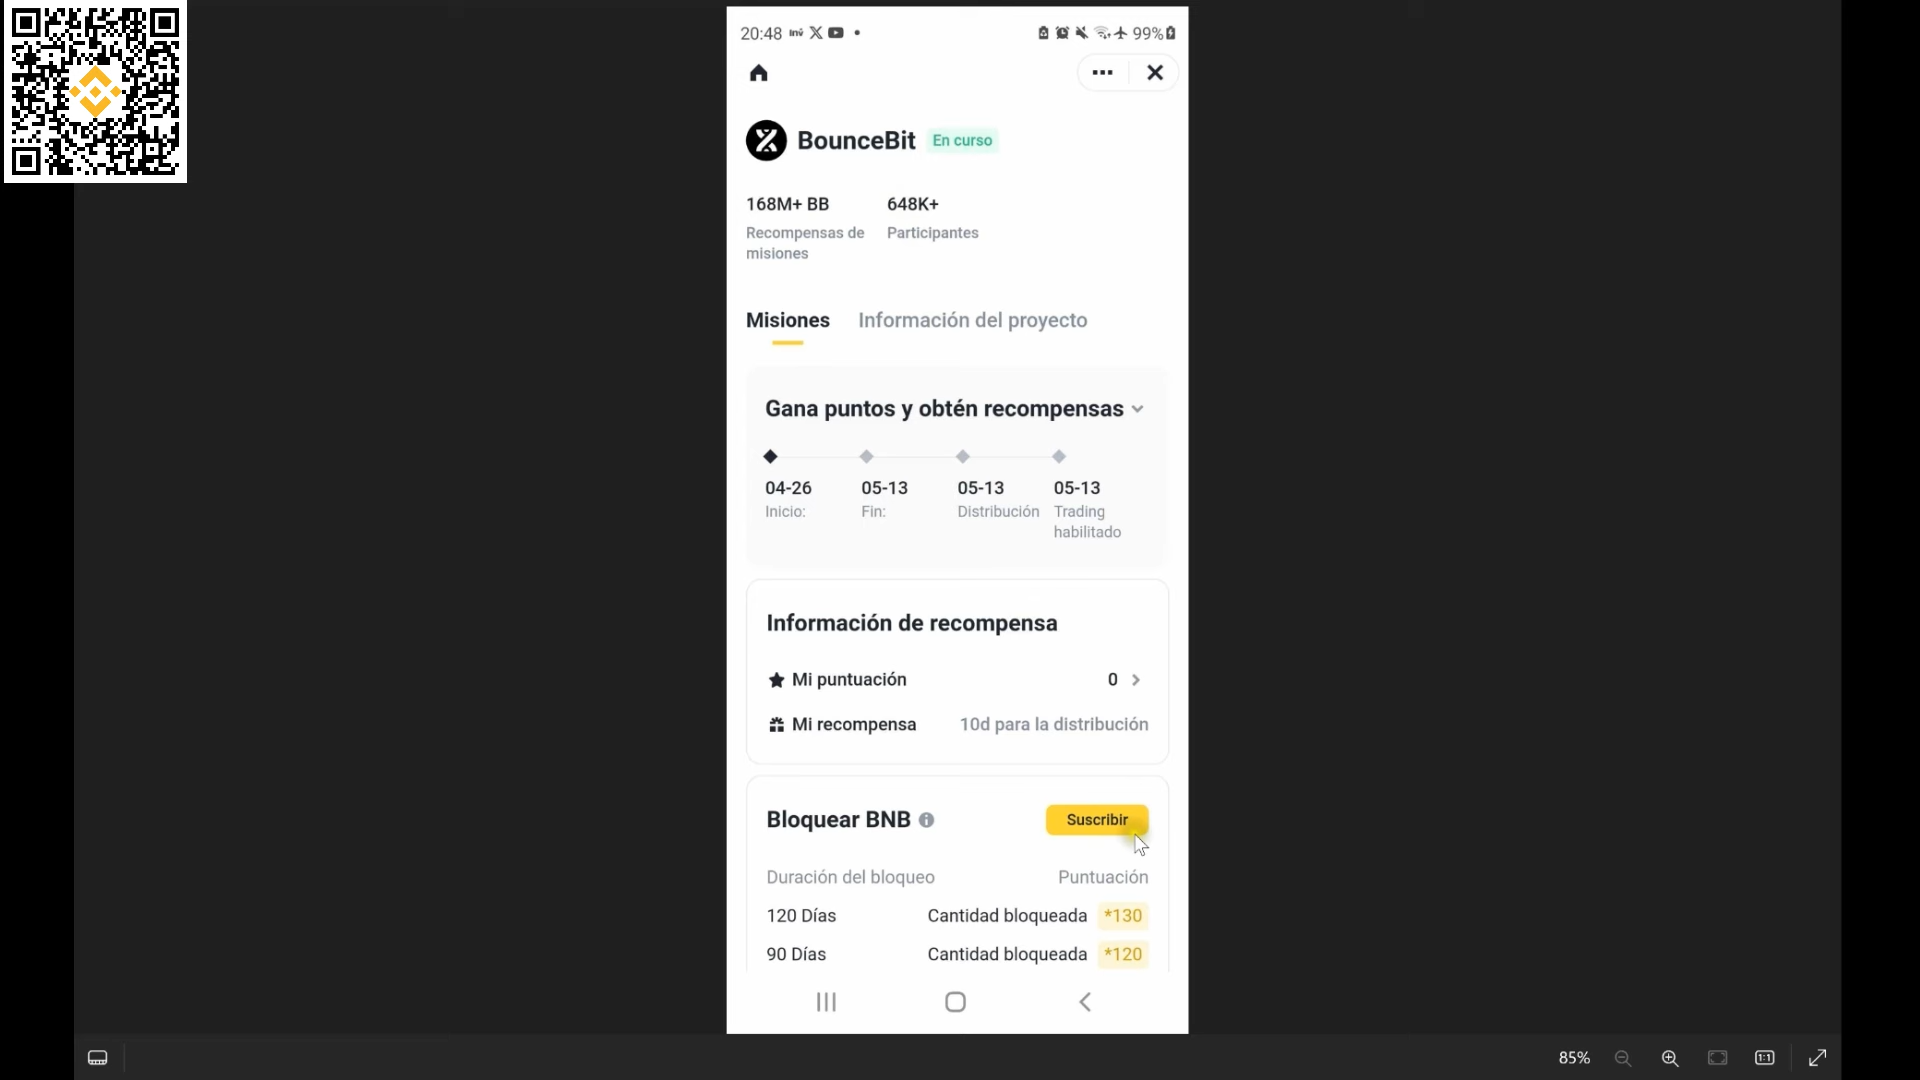 20:48
99%
BounceBit En curso
168M+ BB 648K+
Recompensas de misiones Participantes
Misiones Información del proyecto
Gana puntos y obtén recompensas
04-26 05-13 05-13 05-13
Inicio: Fin: Distribución Trading habilitado
Información de recompensa
Mi puntuación 0
Mi recompensa 10d para la distribución
Bloquear BNB Suscribir
Duración del bloqueo Puntuación
120 Días Cantidad bloqueada *130
90 Días Cantidad bloqueada *120
85% 1:1